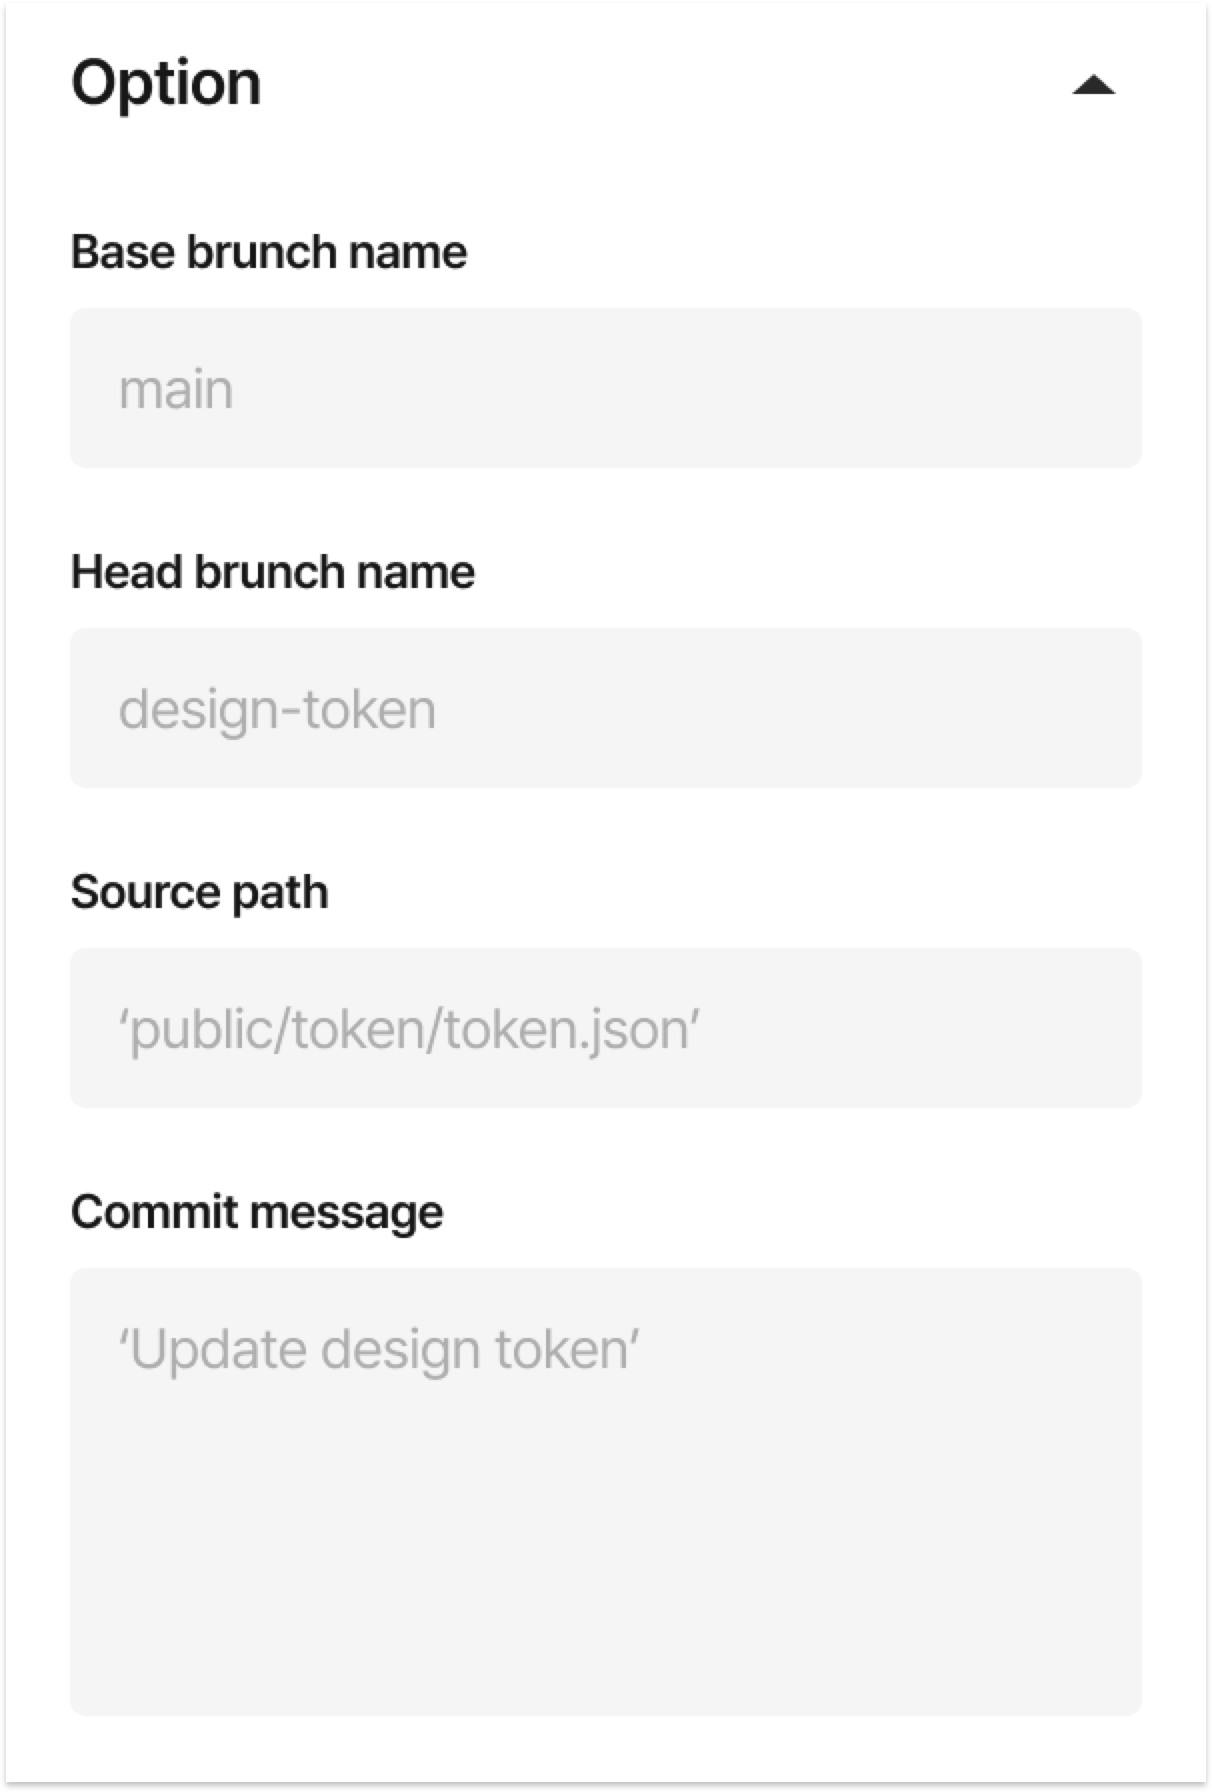 Option
Base brunch name
main
Head brunch name
design-token
Source path
‘public/token/token.json’
Commit message
‘Update design token’